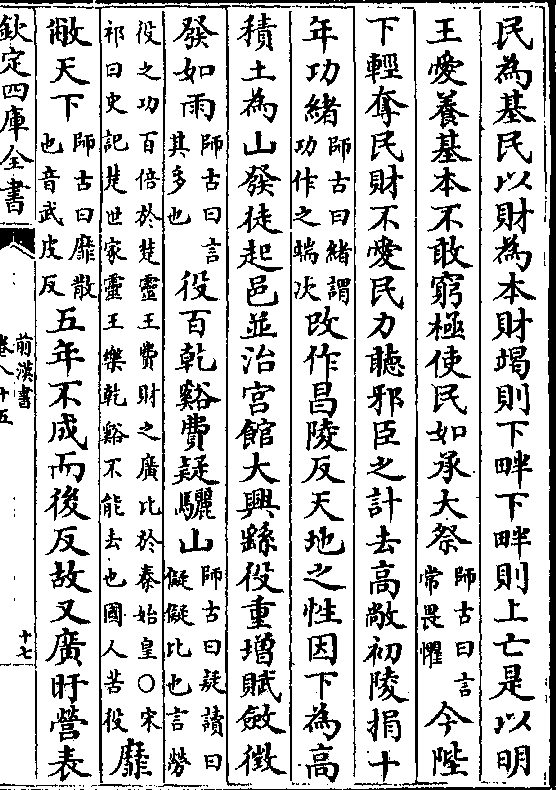 民為基民以財為本財竭則下畔下畔則上亡是以明
王愛養基本不敢窮極使民如承大祭師古曰言常畏懼今陛
下輕奪民財不愛民力聽邪臣之計去高敞初陵捐十
年功緒師古曰緒謂功作之端次改作昌陵反天地之性因下為高
積土為山發徒起邑並治宮館大興繇役重增賦斂徴
發如雨師古曰言其多也役百乾谿費疑驪山師古曰疑讀曰儗儗比也言勞
役之功百倍於楚靈王費財之廣比於秦始皇○宋祁曰史記楚世家靈王樂乾谿不能去也國人苦役靡
敝天下師古曰靡散也音武皮反五年不成而後反故又廣盱營表
欽定四庫全書
前漢書
卷八十五
十七